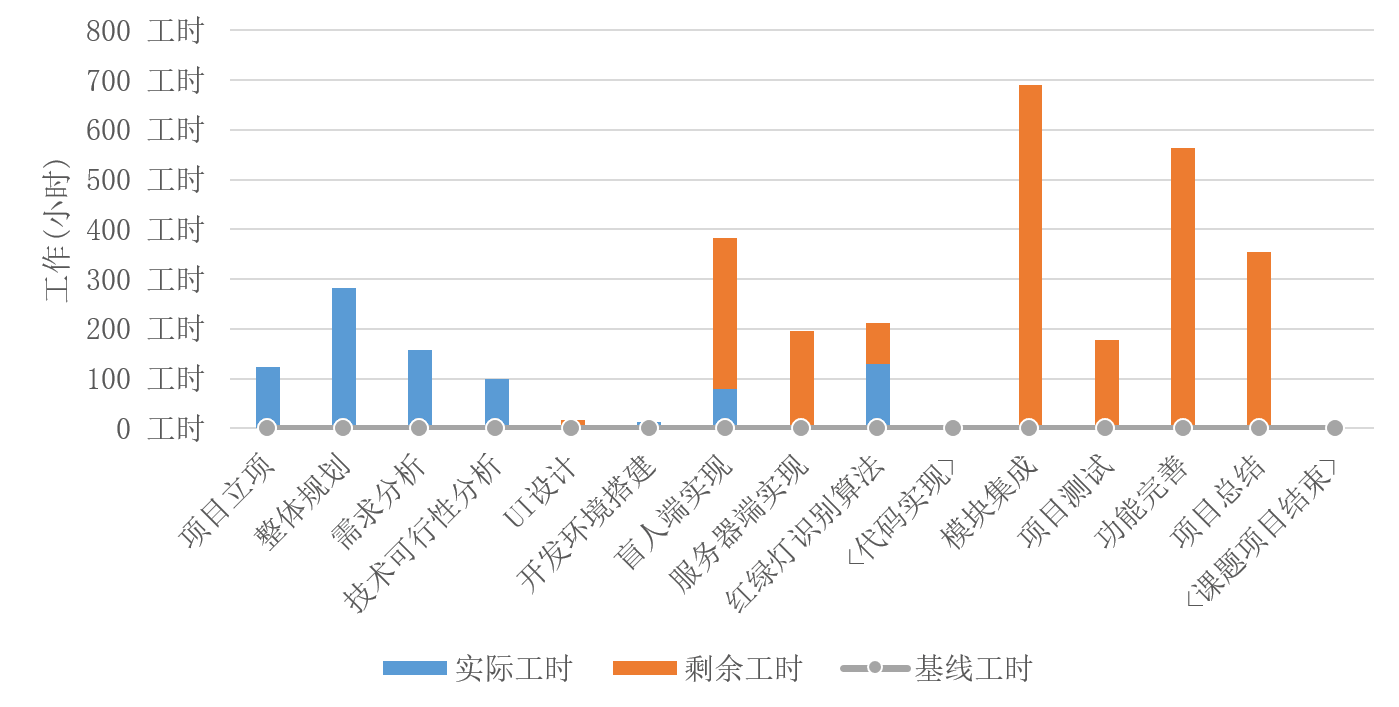 800 工时
700 工时
600 工时
500 工时
400 工时
300 工时
200 工时
100 工时
0 工时
工作(小时)
项目立项
整体规划
需求分析
技术可行性分析
UI设计
开发环境搭建
盲人端实现
服务器端实现
红绿灯识别算法
〈代码实现〉
模块集成
项目测试
功能完善
项目总结
〈课题项目结束〉
实际工时
剩余工时
基线工时